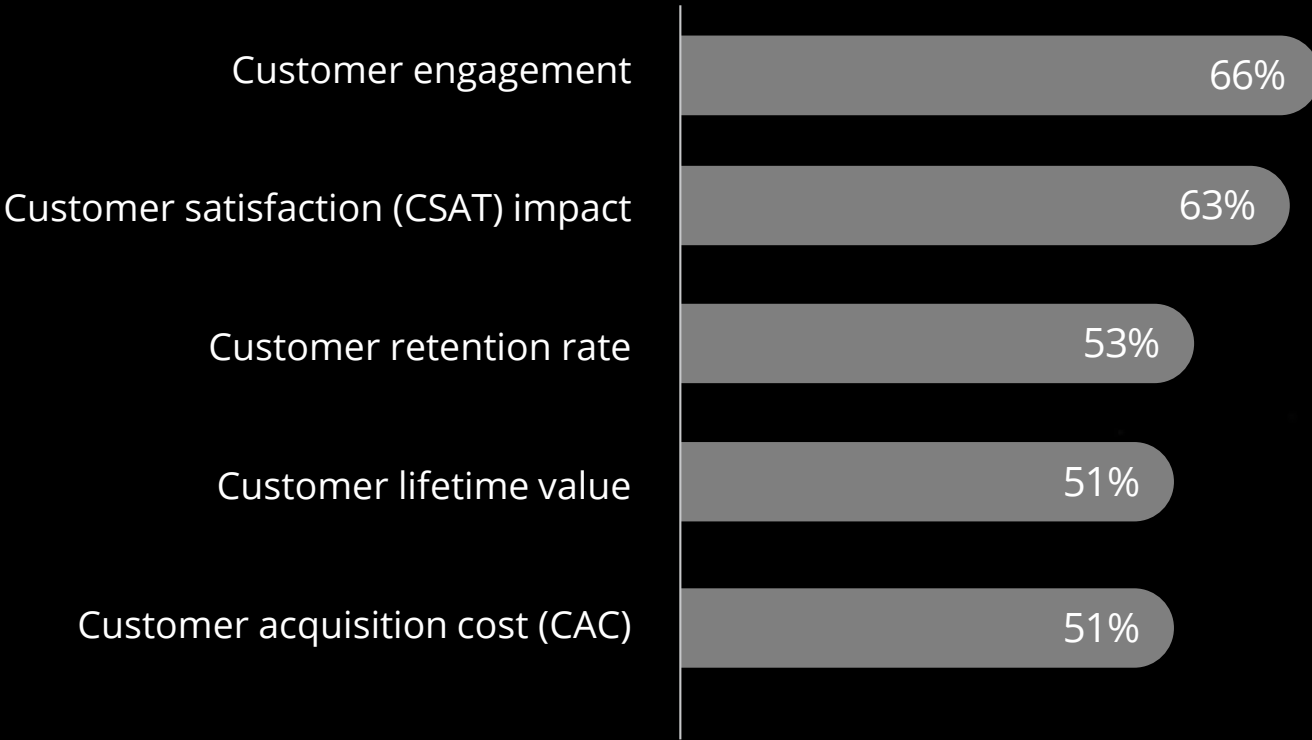 Customer engagement 66%
Customer satisfaction (CSAT) impact 63%
Customer retention rate 53%
Customer lifetime value 51%
Customer acquisition cost (CAC) 51%